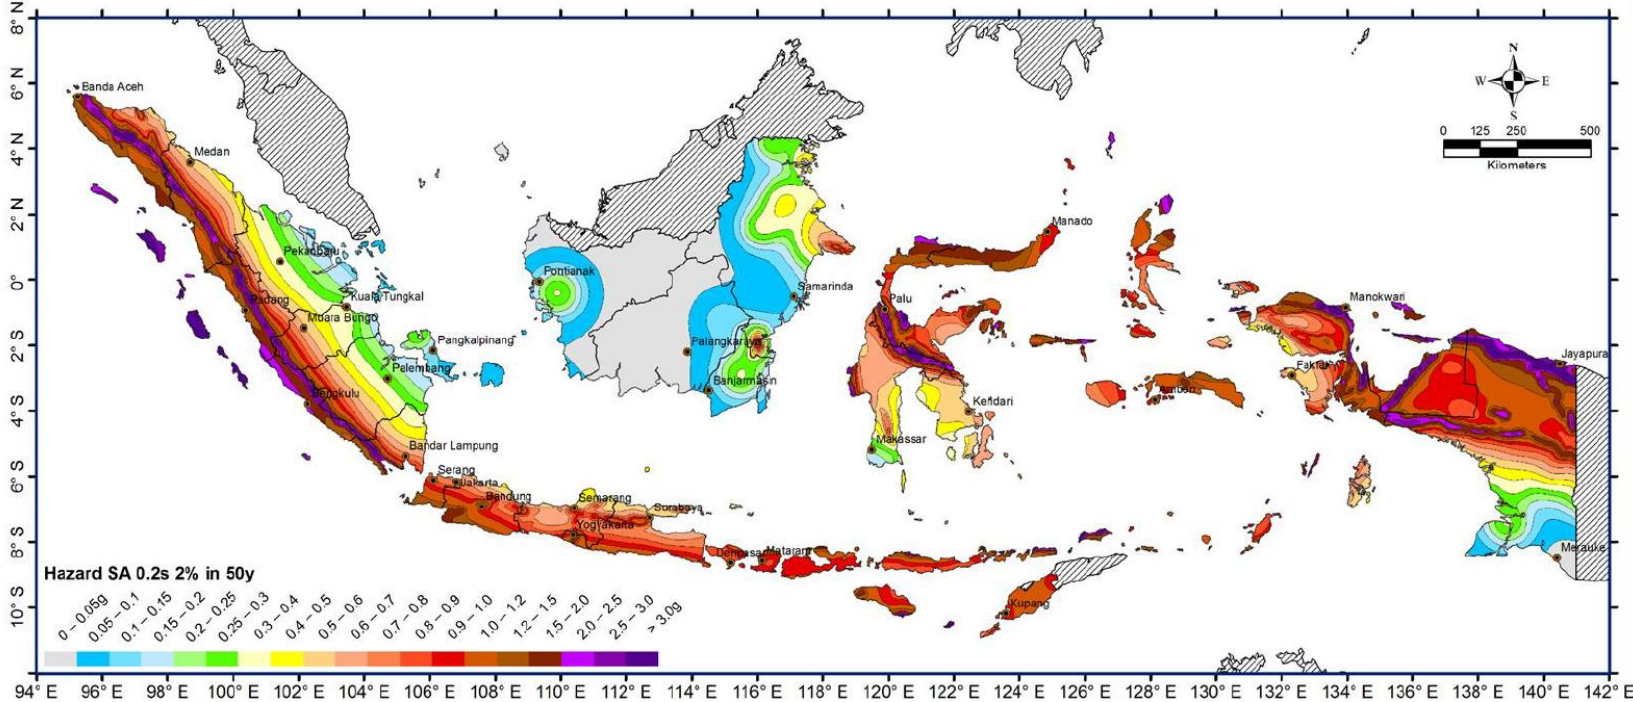 8° N
6° N
4° N
2° N
0°
2° S
4° S
6° S
8° S
10° S
N
W
E
S
0 125 250 500
Kilometers
Banda Aceh
Medan
Pekanbaru
Kuala Tungkal
Padang
Muara Bungo
Pangkalpinang
Palembang
Bengkulu
Bandar Lampung
Serang
Jakarta
Bandung
Semarang
Surabaya
Yogyakarta
Denpasar
Mataram
Kupang
Pontianak
Samarinda
Palangkaraya
Banjarmasin
Manado
Palu
Kendari
Makassar
Ambon
Manokwari
Fakfak
Jayapura
Merauke
Hazard SA 0.2s 2% in 50y
0 – 0.05g
0.05 – 0.1
0.1 – 0.15
0.15 – 0.2
0.2 – 0.25
0.25 – 0.3
0.3 – 0.4
0.4 – 0.5
0.5 – 0.6
0.6 – 0.7
0.7 – 0.8
0.8 – 0.9
0.9 – 1.0
1.0 – 1.2
1.2 – 1.5
1.5 – 2.0
2.0 – 2.5
2.5 – 3.0
> 3.0g
94° E 96° E 98° E 100° E 102° E 104° E 106° E 108° E 110° E 112° E 114° E 116° E 118° E 120° E 122° E 124° E 126° E 128° E 130° E 132° E 134° E 136° E 138° E 140° E 142° E